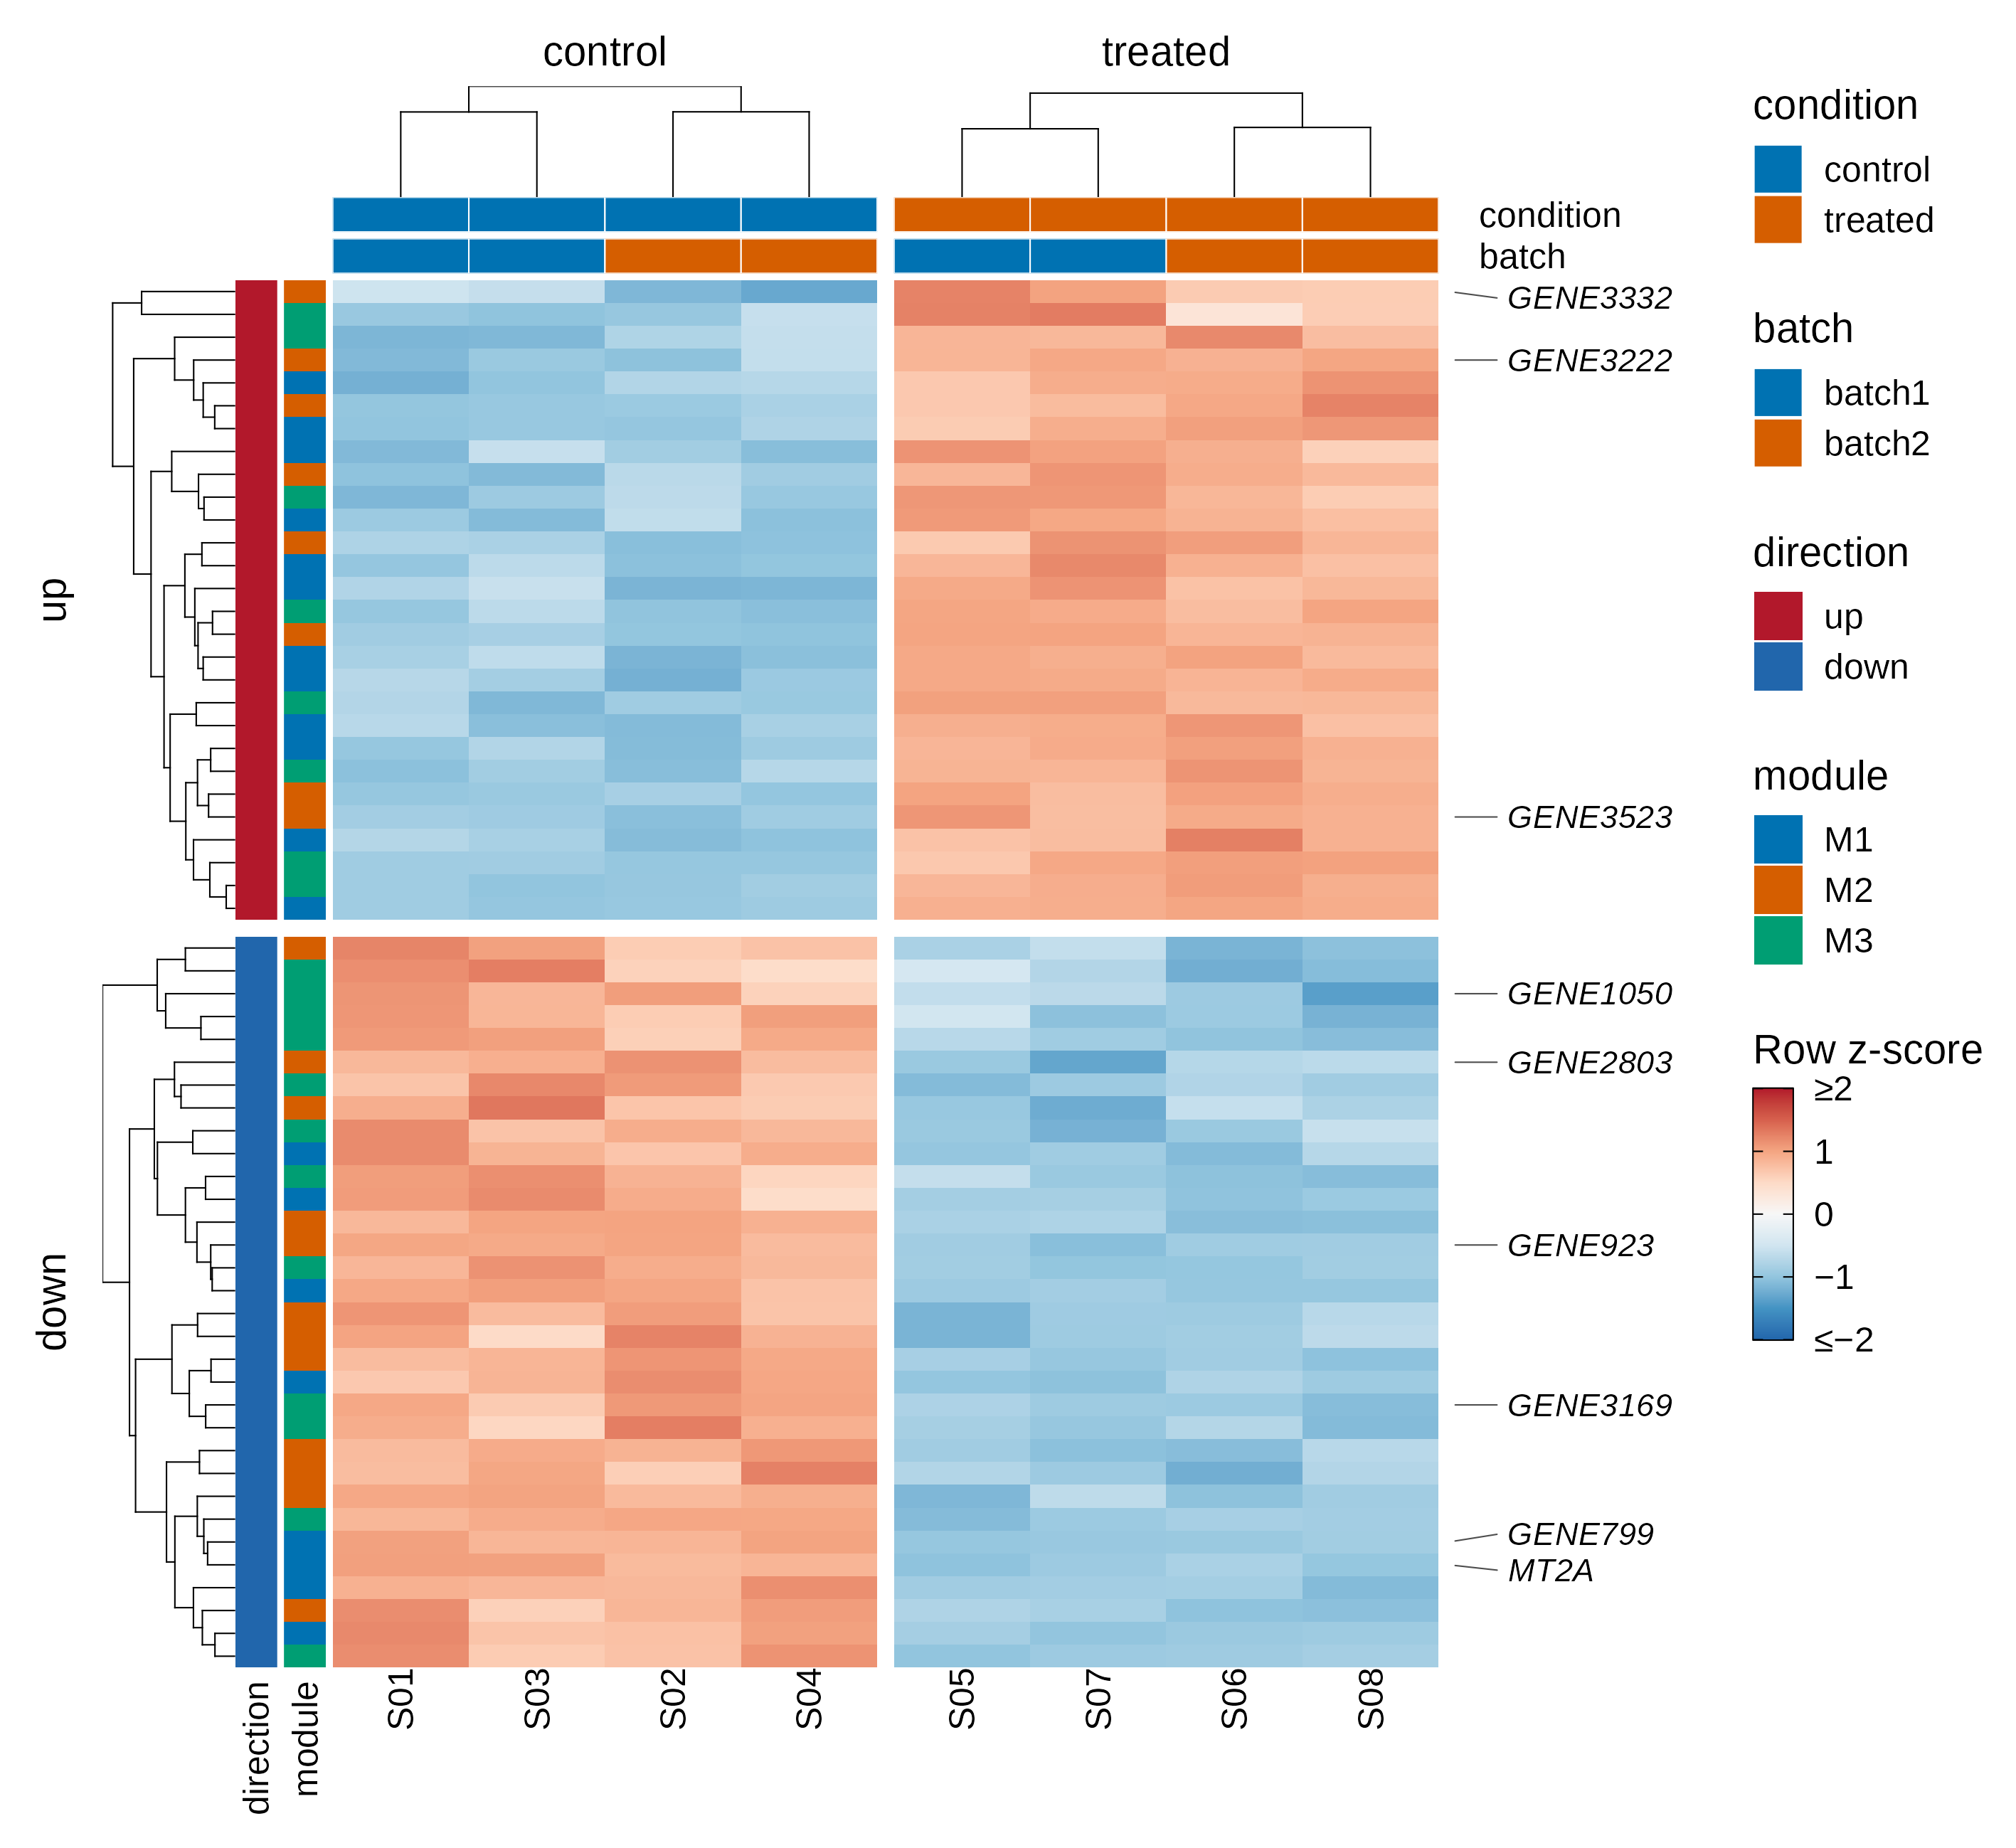 control
treated
condition
batch
GENE3332
GENE3222
GENE3523
GENE1050
GENE2803
GENE923
GENE3169
GENE799
MT2A
up
down
direction
module
S01
S03
S02
S04
S05
S07
S06
S08
condition
control
treated
batch
batch1
batch2
direction
up
down
module
M1
M2
M3
Row z-score
≥2
1
0
−1
≤−2